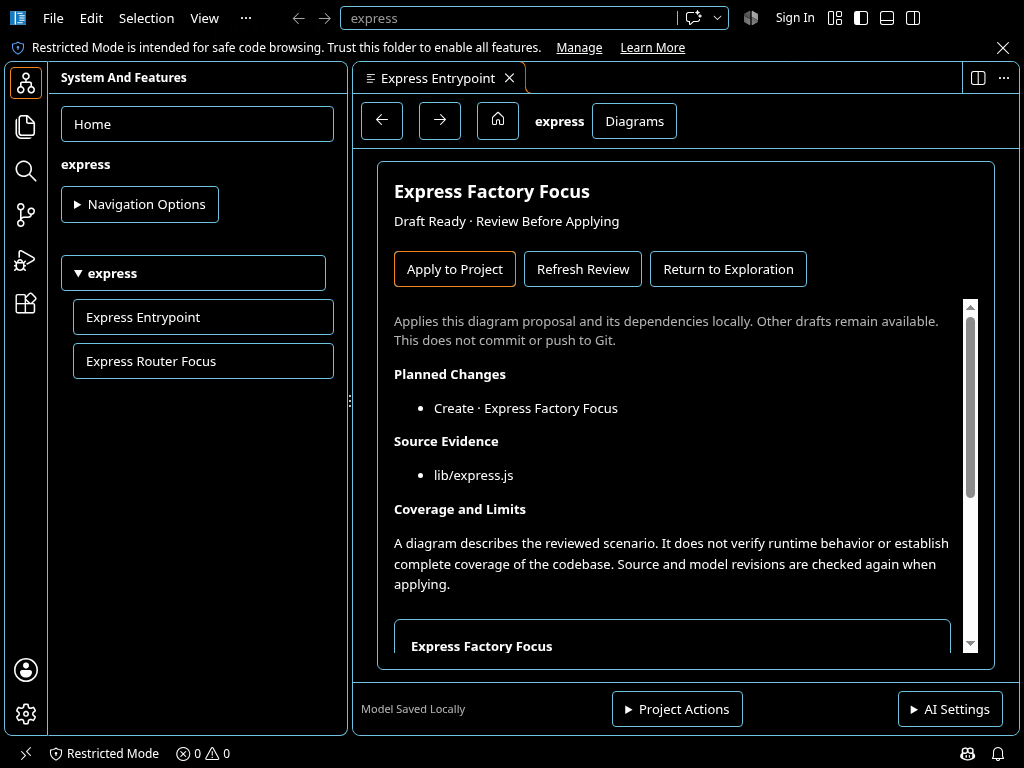 File Edit Selection View ···
express
Sign In
Restricted Mode is intended for safe code browsing. Trust this folder to enable all features. Manage Learn More
System And Features
Home
express
Navigation Options
express
Express Entrypoint
Express Router Focus
Express Entrypoint
express Diagrams
Express Factory Focus
Draft Ready · Review Before Applying
Apply to Project Refresh Review Return to Exploration
Applies this diagram proposal and its dependencies locally. Other drafts remain available.
This does not commit or push to Git.
Planned Changes
• Create · Express Factory Focus
Source Evidence
• lib/express.js
Coverage and Limits
A diagram describes the reviewed scenario. It does not verify runtime behavior or establish
complete coverage of the codebase. Source and model revisions are checked again when
applying.
Express Factory Focus
Model Saved Locally Project Actions AI Settings
Restricted Mode 0 0